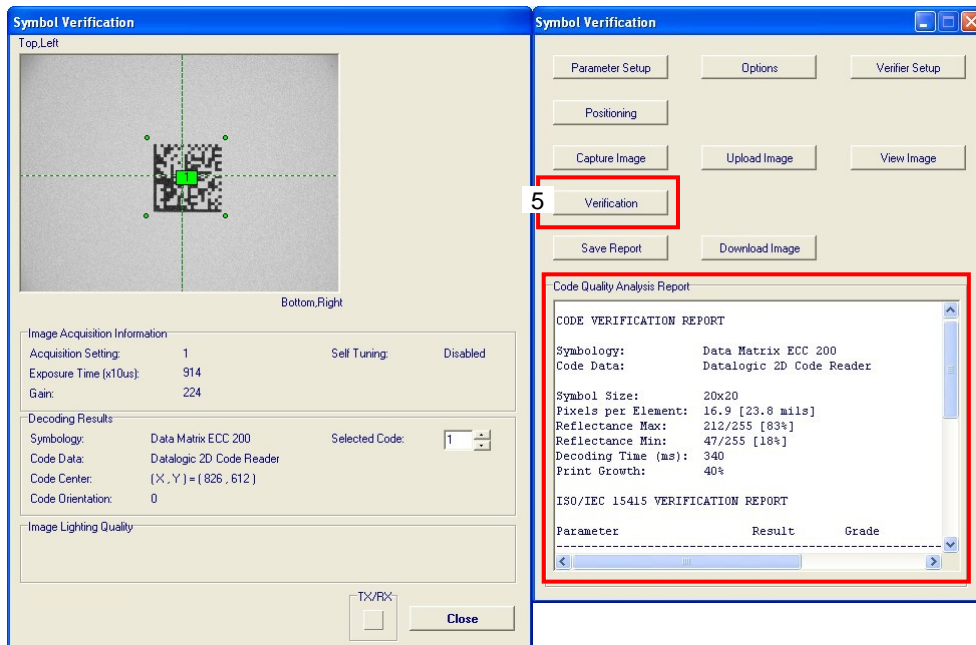 Symbol Verification
Top,Left
1
Bottom,Right
Image Acquisition Information
Acquisition Setting: 1 Self Tuning: Disabled
Exposure Time (x10us): 914
Gain: 224
Decoding Results
Symbology: Data Matrix ECC 200 Selected Code: 1
Code Data: Datalogic 2D Code Reader
Code Center: ( X , Y ) = ( 826 , 612 )
Code Orientation: 0
Image Lighting Quality
TX/RX
Close
Symbol Verification
Parameter Setup Options Verifier Setup
Positioning
Capture Image Upload Image View Image
5 Verification
Save Report Download Image
Code Quality Analysis Report
CODE VERIFICATION REPORT
Symbology: Data Matrix ECC 200
Code Data: Datalogic 2D Code Reader
Symbol Size: 20x20
Pixels per Element: 16.9 [23.8 mils]
Reflectance Max: 212/255 [83%]
Reflectance Min: 47/255 [18%]
Decoding Time (ms): 340
Print Growth: 40%
ISO/IEC 15415 VERIFICATION REPORT
Parameter Result Grade
--------------------------------------------------